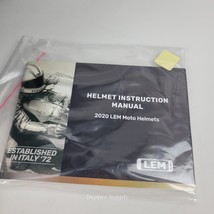 HELMET INSTRUCTION
MANUAL
2020 LEM Moto Helmets
ESTABLISHED
IN ITALY '72
LEM